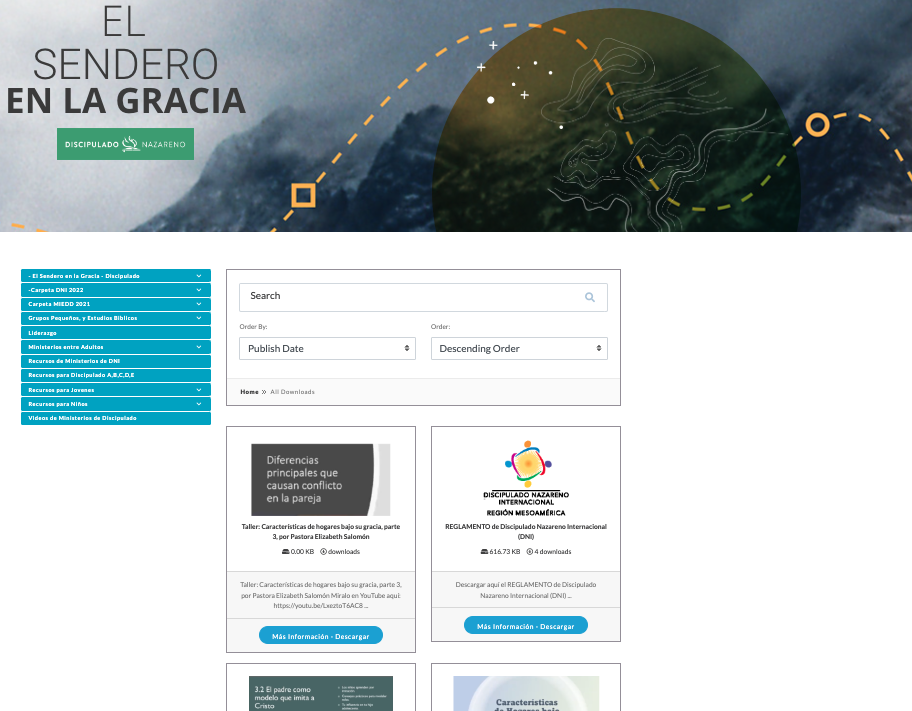 EL
SENDERO
EN LA GRACIA
DISCIPULADO NAZARENO
- El Sendero en la Gracia - Discipulado
-Carpeta DNI 2022
Carpeta MIEDD 2021
Grupos Pequeños, y Estudios Bíblicos
Liderazgo
Ministerios entre Adultos
Recursos de Ministerios de DNI
Recursos para Discipulado A,B,C,D,E
Recursos para Jovenes
Recursos para Niños
Videos de Ministerios de Discipulado
Search
Order By:
Order:
Publish Date
Descending Order
Home » All Downloads
Diferencias
principales que
causan conflicto
en la pareja
Taller: Características de hogares bajo su gracia, parte
3, por Pastora Elizabeth Salomón
0.00 KB downloads
Taller: Características de hogares bajo su gracia, parte 3,
por Pastora Elizabeth Salomón Míralo en YouTube aquí:
https://youtu.be/LxeztoT6AC8 ...
Más Información - Descargar
DISCIPULADO NAZARENO
INTERNACIONAL
REGIÓN MESOAMÉRICA
REGLAMENTO de Discipulado Nazareno Internacional
(DNI)
616.73 KB 4 downloads
Descargar aquí el REGLAMENTO de Discipulado
Nazareno Internacional (DNI) ...
Más Información - Descargar
3.2 El padre como
modelo que imita a
Cristo
Características